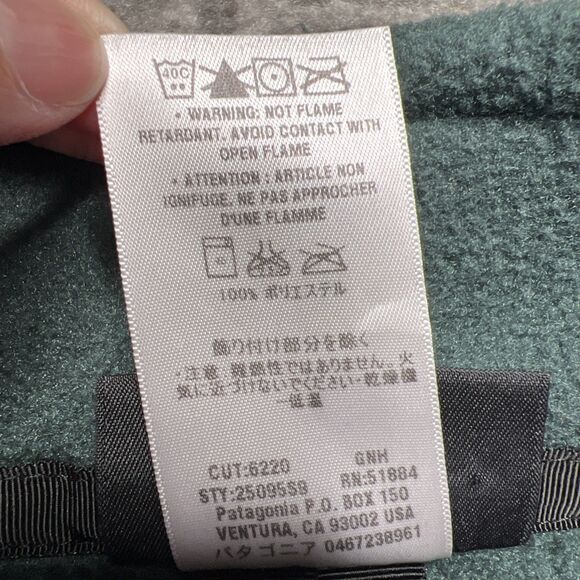 40C
• WARNING: NOT FLAME
RETARDANT. AVOID CONTACT WITH
OPEN FLAME
• ATTENTION : ARTICLE NON
IGNIFUGE. NE PAS APPROCHER
D'UNE FLAMME
100% ポリエステル
飾り付け部分を除く
・注意: 難燃性ではありません。火
気に近づけないでください・乾燥機
ー低温
CUT:6220 GNH
STY:25095S9 RN:51884
Patagonia P.O. BOX 150
VENTURA, CA 93002 USA
パタゴニア 0467238961